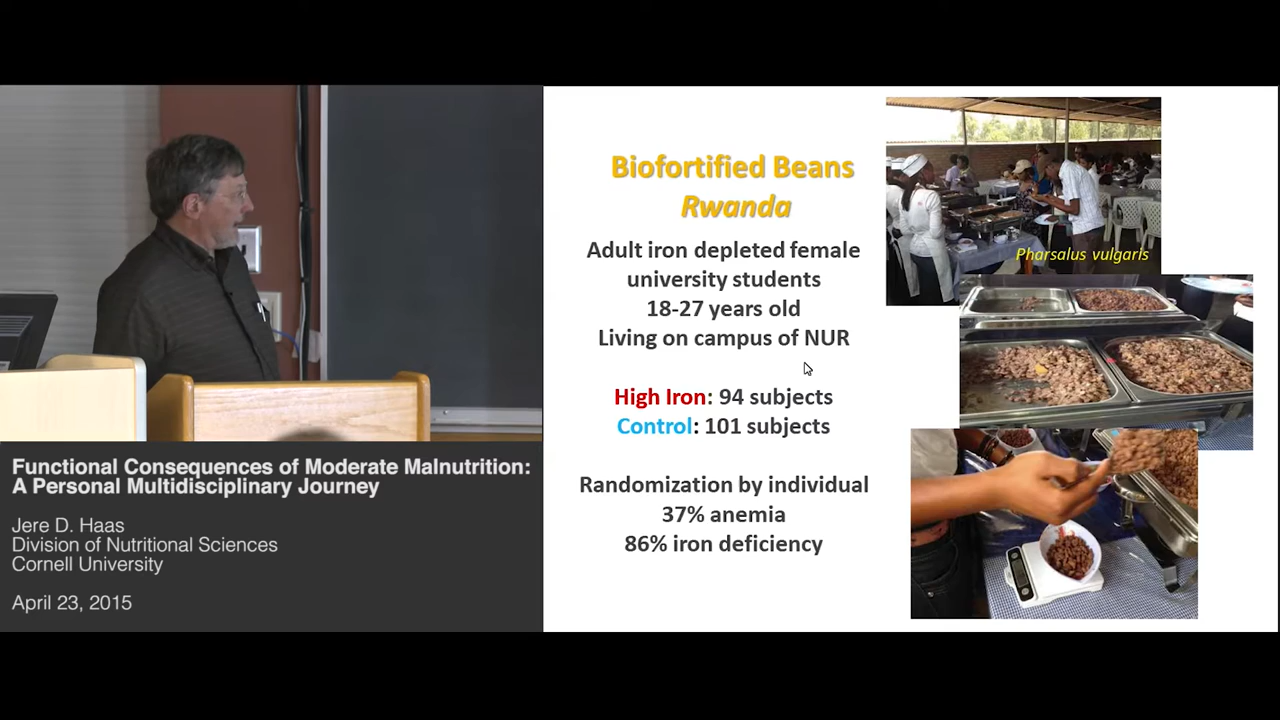 Biofortified Beans
Rwanda
Adult iron depleted female
university students
18-27 years old
Living on campus of NUR
High Iron: 94 subjects
Control: 101 subjects
Randomization by individual
37% anemia
86% iron deficiency
Pharsalus vulgaris
Functional Consequences of Moderate Malnutrition:
A Personal Multidisciplinary Journey
Jere D. Haas
Division of Nutritional Sciences
Cornell University
April 23, 2015